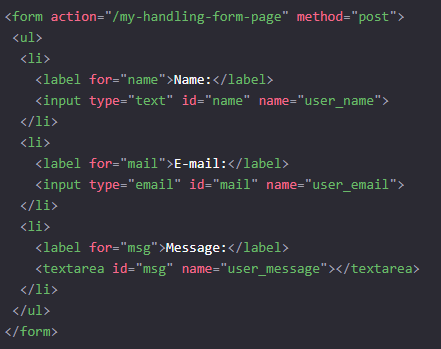 <form action="/my-handling-form-page" method="post">
 <ul>
  <li>
    <label for="name">Name:</label>
    <input type="text" id="name" name="user_name">
  </li>
  <li>
    <label for="mail">E-mail:</label>
    <input type="email" id="mail" name="user_email">
  </li>
  <li>
    <label for="msg">Message:</label>
    <textarea id="msg" name="user_message"></textarea>
  </li>
 </ul>
</form>